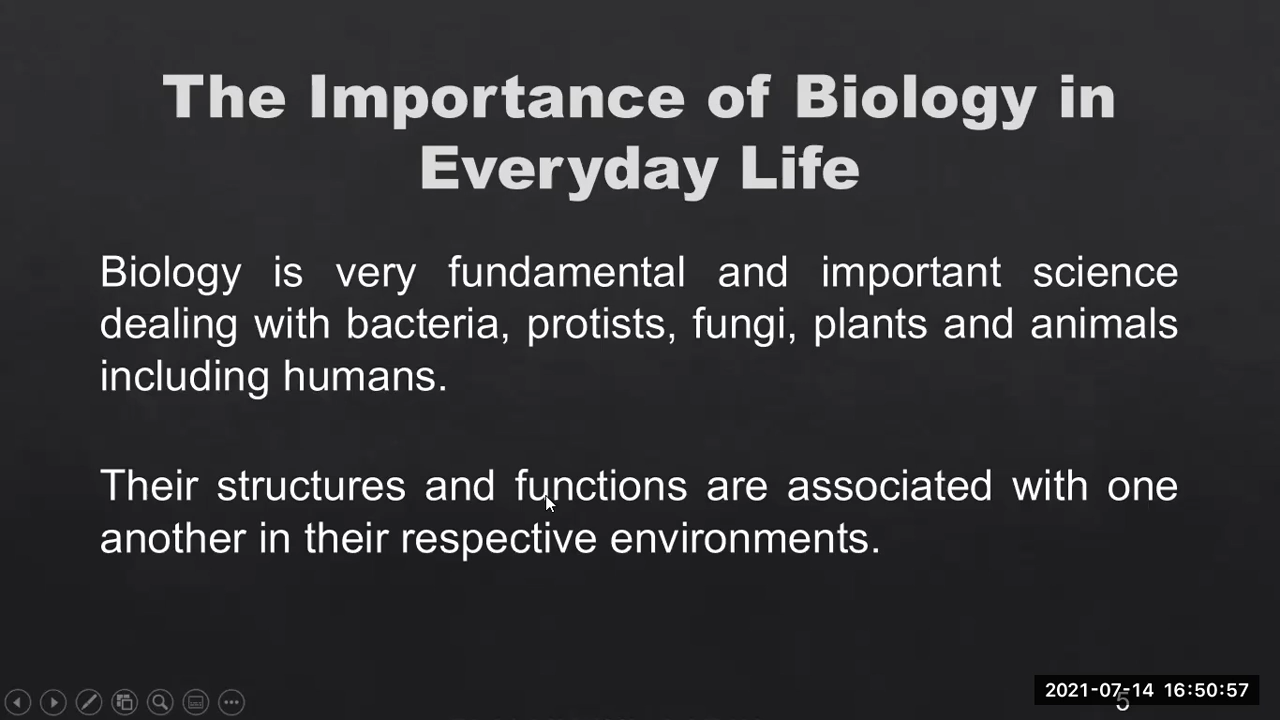 The Importance of Biology in
Everyday Life
Biology is very fundamental and important science
dealing with bacteria, protists, fungi, plants and animals
including humans.
Their structures and functions are associated with one
another in their respective environments.
2021-07-14 16:50:57
5